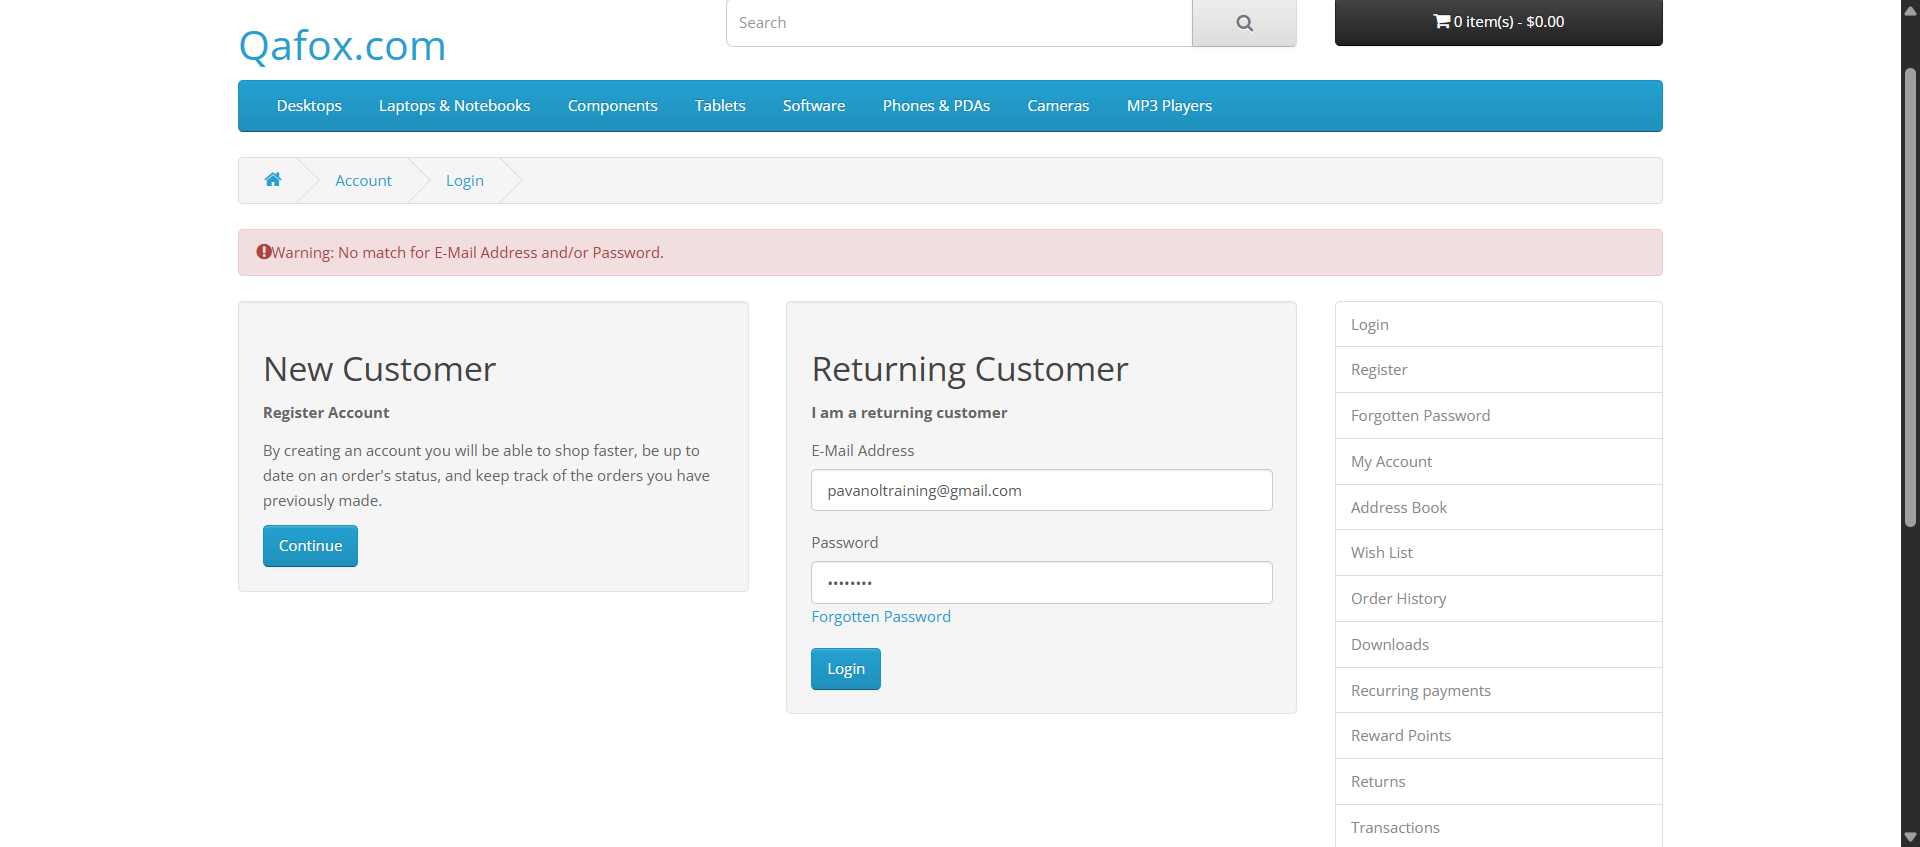 Qafox.com
Search
0 item(s) - $0.00
Desktops Laptops & Notebooks Components Tablets Software Phones & PDAs Cameras MP3 Players
Account Login
Warning: No match for E-Mail Address and/or Password.
New Customer
Register Account
By creating an account you will be able to shop faster, be up to
date on an order's status, and keep track of the orders you have
previously made.
Continue
Returning Customer
I am a returning customer
E-Mail Address
pavanoltraining@gmail.com
Password
••••••••
Forgotten Password
Login
Login
Register
Forgotten Password
My Account
Address Book
Wish List
Order History
Downloads
Recurring payments
Reward Points
Returns
Transactions